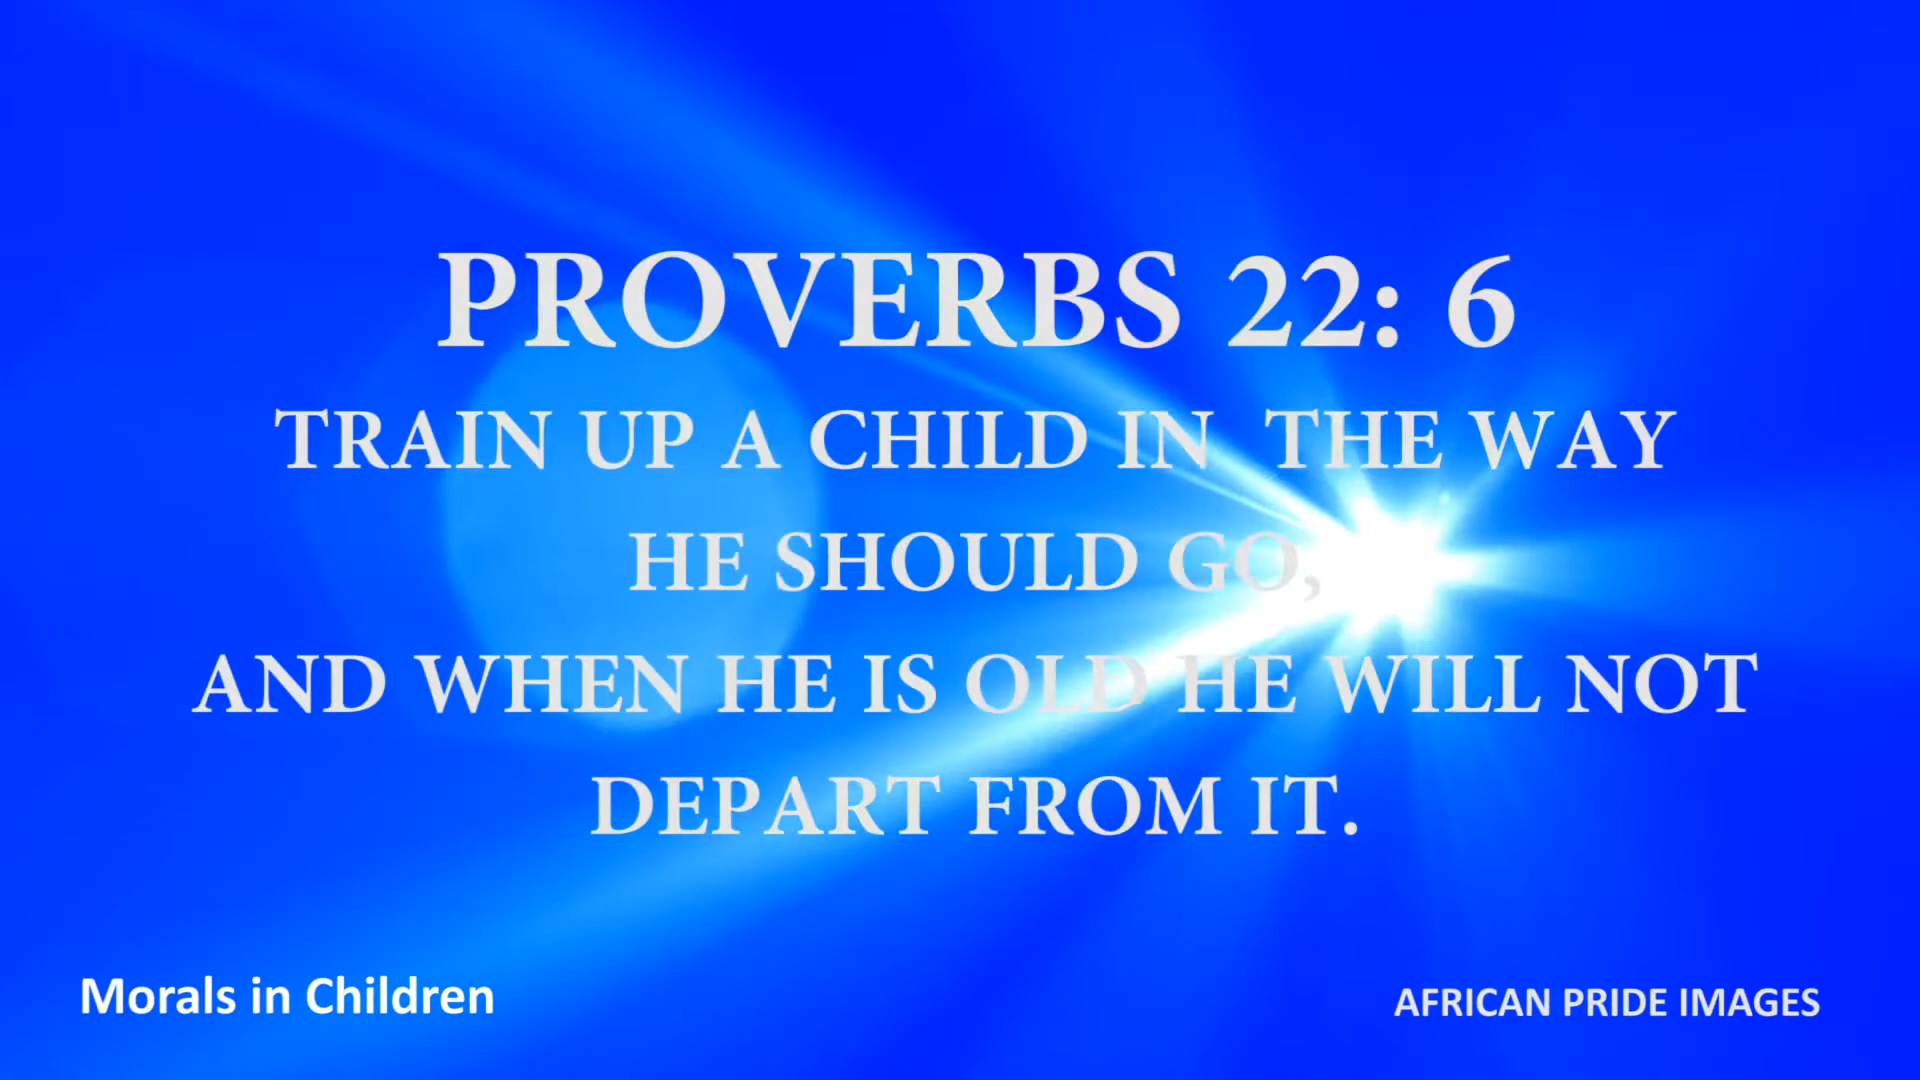 PROVERBS 22: 6
TRAIN UP A CHILD IN THE WAY
HE SHOULD GO,
AND WHEN HE IS OLD HE WILL NOT
DEPART FROM IT.
Morals in Children
AFRICAN PRIDE IMAGES